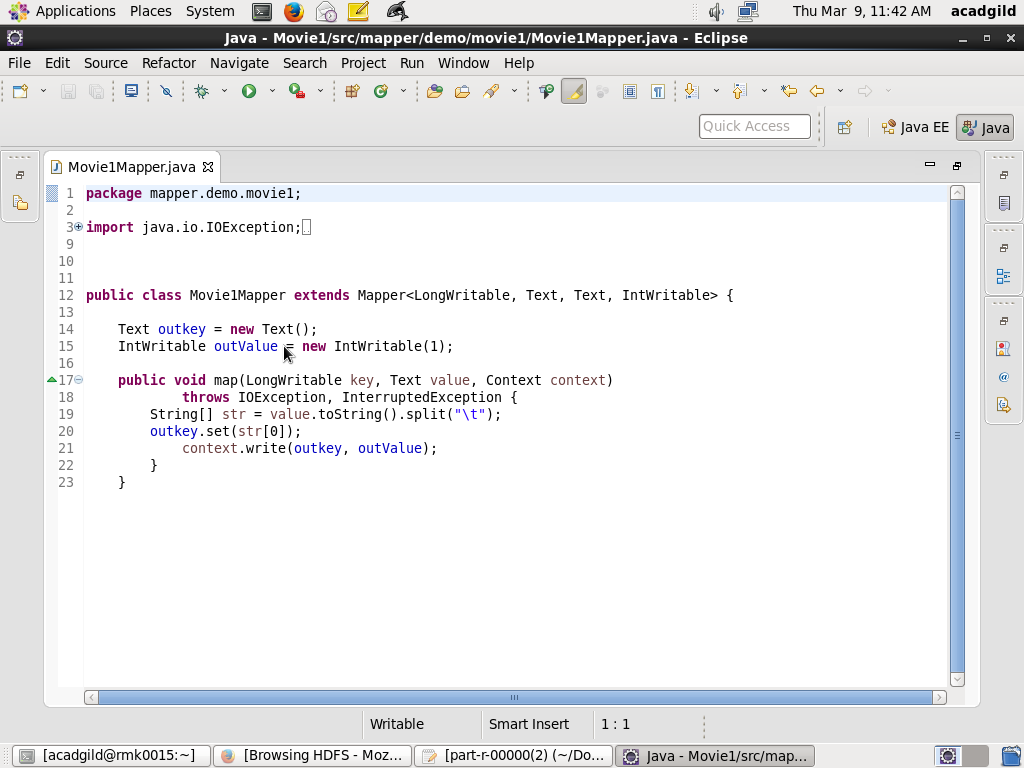 Applications Places System Thu Mar 9, 11:42 AM acadgild
Java - Movie1/src/mapper/demo/movie1/Movie1Mapper.java - Eclipse
File Edit Source Refactor Navigate Search Project Run Window Help
Quick Access Java EE Java
Movie1Mapper.java
1 package mapper.demo.movie1;
2
3 import java.io.IOException;
9
10
11
12 public class Movie1Mapper extends Mapper<LongWritable, Text, Text, IntWritable> {
13
14     Text outkey = new Text();
15     IntWritable outValue = new IntWritable(1);
16
17     public void map(LongWritable key, Text value, Context context)
18             throws IOException, InterruptedException {
19         String[] str = value.toString().split("\t");
20         outkey.set(str[0]);
21             context.write(outkey, outValue);
22         }
23     }
Writable Smart Insert 1 : 1
[acadgild@rmk0015:~] [Browsing HDFS - Moz... [part-r-00000(2) (~/Do... Java - Movie1/src/map...